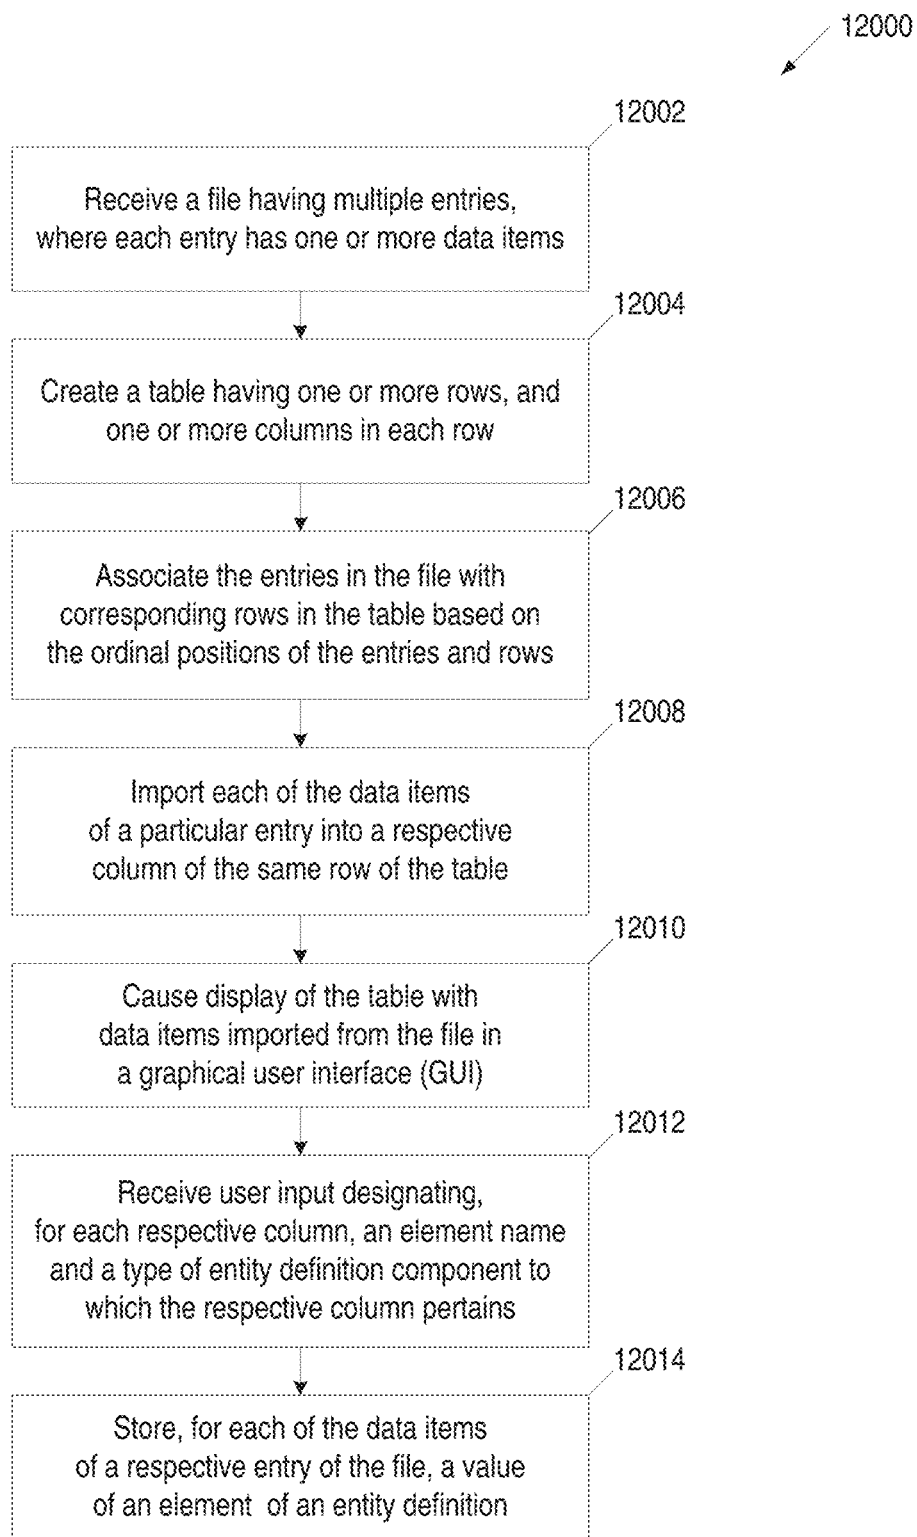 12000
12002
Receive a file having multiple entries,
where each entry has one or more data items
12004
Create a table having one or more rows, and
one or more columns in each row
12006
Associate the entries in the file with
corresponding rows in the table based on
the ordinal positions of the entries and rows
12008
Import each of the data items
of a particular entry into a respective
column of the same row of the table
12010
Cause display of the table with
data items imported from the file in
a graphical user interface (GUI)
12012
Receive user input designating,
for each respective column, an element name
and a type of entity definition component to
which the respective column pertains
12014
Store, for each of the data items
of a respective entry of the file, a value
of an element of an entity definition